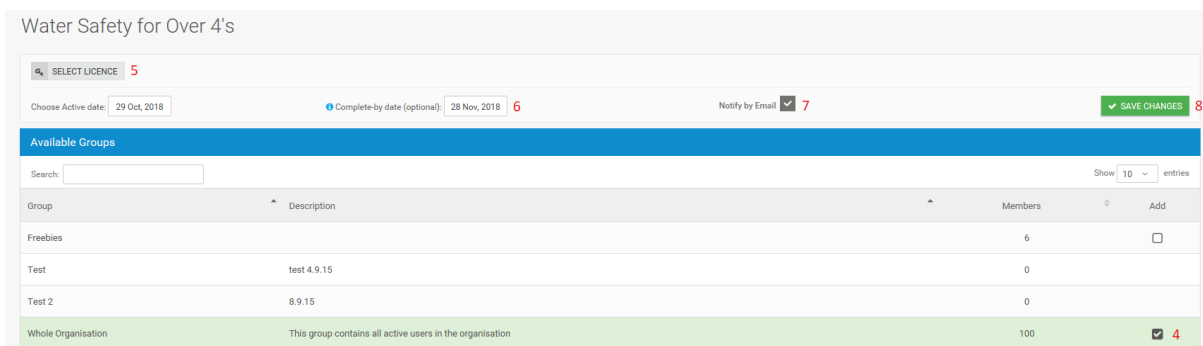 Water Safety for Over 4's
SELECT LICENCE 5
Choose Active date: 29 Oct, 2018 Complete-by date (optional): 28 Nov, 2018 6 Notify by Email 7 SAVE CHANGES 8
Available Groups
Search: Show 10 entries
Group Description Members Add
Freebies 6
Test test 4.9.15 0
Test 2 8.9.15 0
Whole Organisation This group contains all active users in the organisation 100 4